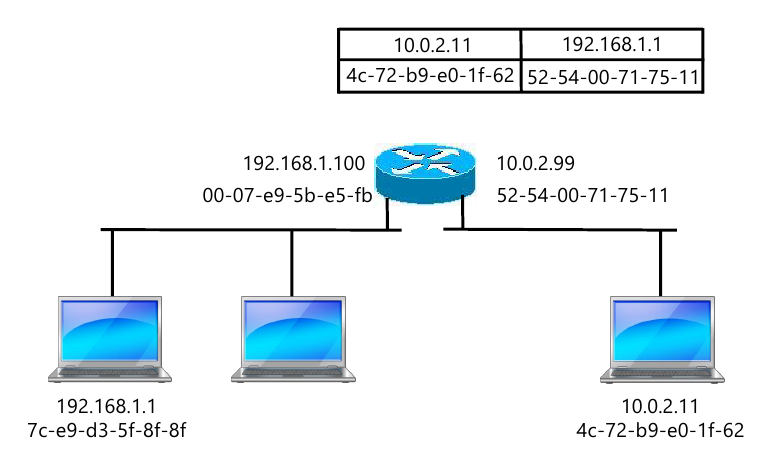 10.0.2.11 192.168.1.1
4c-72-b9-e0-1f-62 52-54-00-71-75-11
192.168.1.100 10.0.2.99
00-07-e9-5b-e5-fb 52-54-00-71-75-11
192.168.1.1 10.0.2.11
7c-e9-d3-5f-8f-8f 4c-72-b9-e0-1f-62